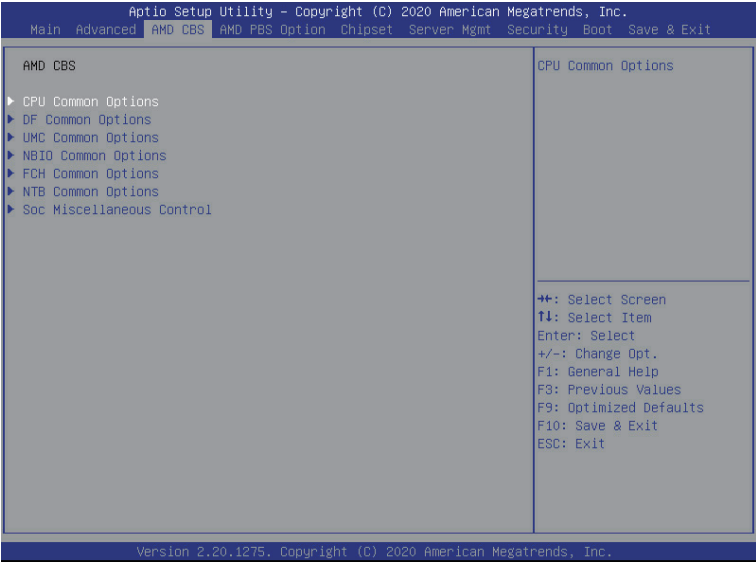 Aptio Setup Utility – Copyright (C) 2020 American Megatrends, Inc.
Main Advanced AMD CBS AMD PBS Option Chipset Server Mgmt Security Boot Save & Exit
AMD CBS
CPU Common Options
DF Common Options
UMC Common Options
NBIO Common Options
FCH Common Options
NTB Common Options
Soc Miscellaneous Control
CPU Common Options
→←: Select Screen
↑↓: Select Item
Enter: Select
+/-: Change Opt.
F1: General Help
F3: Previous Values
F9: Optimized Defaults
F10: Save & Exit
ESC: Exit
Version 2.20.1275. Copyright (C) 2020 American Megatrends, Inc.